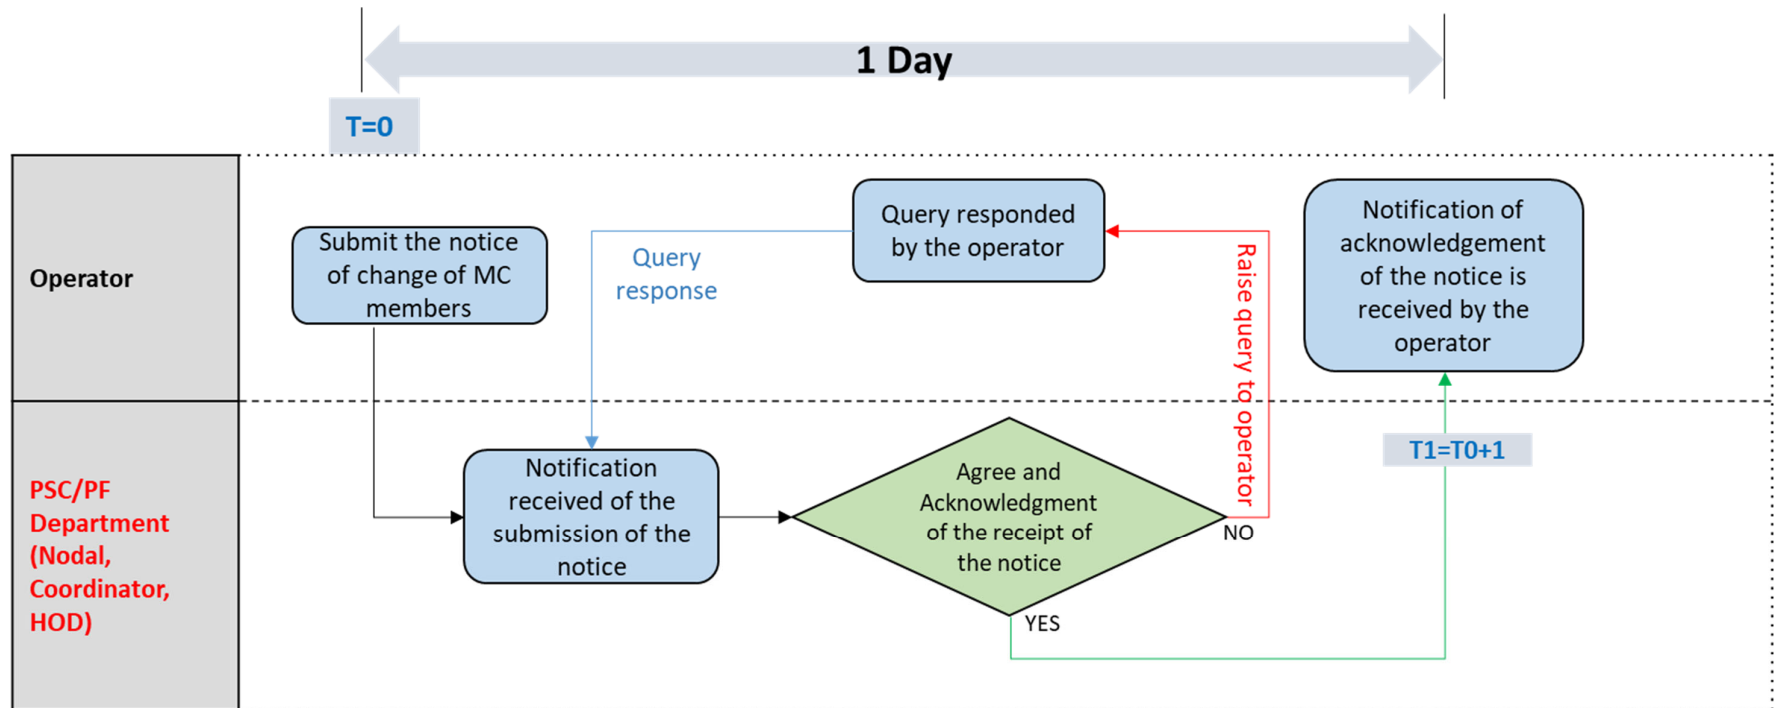 1 Day
T=0
Operator
Submit the notice
of change of MC
members
Query
response
Query responded
by the operator
Raise query to operator
Notification of
acknowledgement
of the notice is
received by the
operator
PSC/PF
Department
(Nodal,
Coordinator,
HOD)
Notification
received of the
submission of the
notice
Agree and
Acknowledgment
of the receipt of
the notice
NO
YES
T1=T0+1